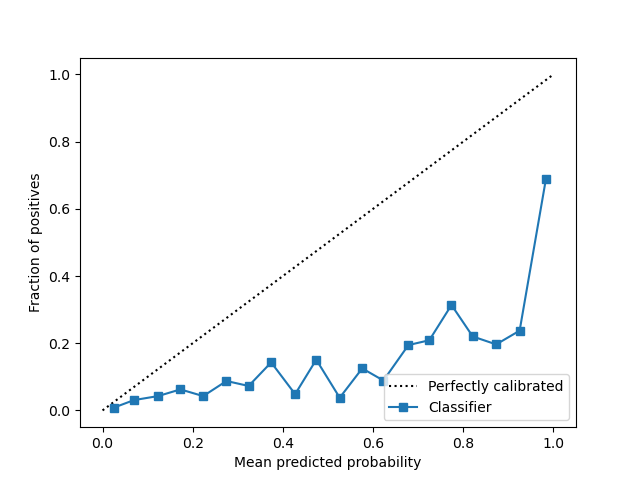 1.0
0.8
0.6
0.4
0.2
0.0
Fraction of positives
0.0 0.2 0.4 0.6 0.8 1.0
Mean predicted probability
Perfectly calibrated
Classifier